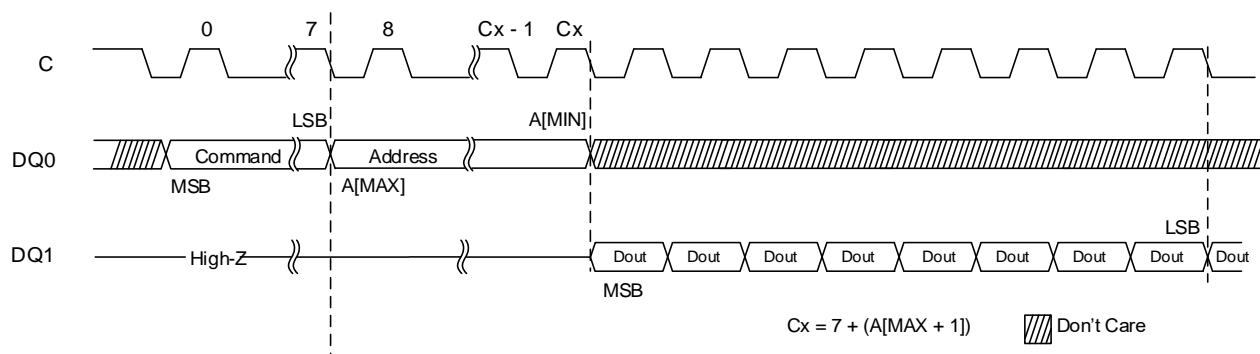 0 7 8 Cx - 1 Cx
C
LSB A[MIN]
DQ0 Command Address
MSB A[MAX]
LSB
DQ1 High-Z Dout Dout Dout Dout Dout Dout Dout Dout Dout
MSB
Cx = 7 + (A[MAX + 1]) Don't Care